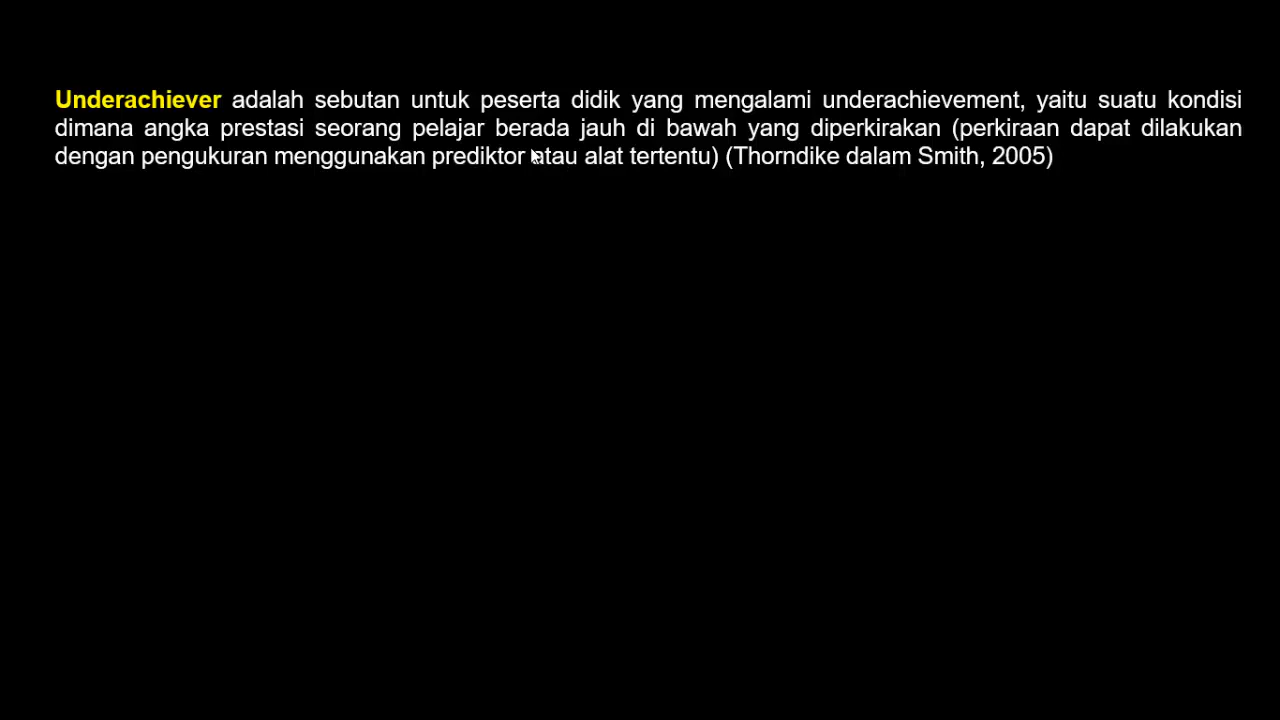 Underachiever adalah sebutan untuk peserta didik yang mengalami underachievement, yaitu suatu kondisi
dimana angka prestasi seorang pelajar berada jauh di bawah yang diperkirakan (perkiraan dapat dilakukan
dengan pengukuran menggunakan prediktor atau alat tertentu) (Thorndike dalam Smith, 2005)